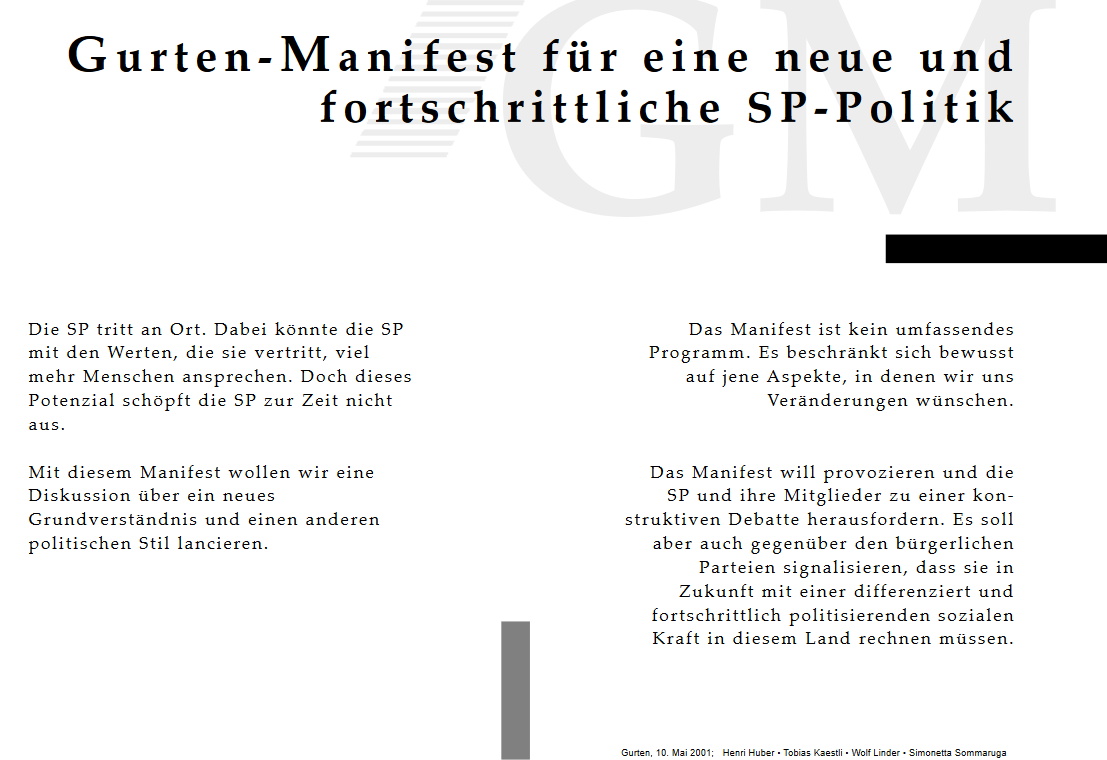 GM
Gurten-Manifest für eine neue und
fortschrittliche SP-Politik
Die SP tritt an Ort. Dabei könnte die SP
mit den Werten, die sie vertritt, viel
mehr Menschen ansprechen. Doch dieses
Potenzial schöpft die SP zur Zeit nicht
aus.
Mit diesem Manifest wollen wir eine
Diskussion über ein neues
Grundverständnis und einen anderen
politischen Stil lancieren.
Das Manifest ist kein umfassendes
Programm. Es beschränkt sich bewusst
auf jene Aspekte, in denen wir uns
Veränderungen wünschen.
Das Manifest will provozieren und die
SP und ihre Mitglieder zu einer kon-
struktiven Debatte herausfordern. Es soll
aber auch gegenüber den bürgerlichen
Parteien signalisieren, dass sie in
Zukunft mit einer differenziert und
fortschrittlich politisierenden sozialen
Kraft in diesem Land rechnen müssen.
Gurten, 10. Mai 2001; Henri Huber • Tobias Kaestli • Wolf Linder • Simonetta Sommaruga